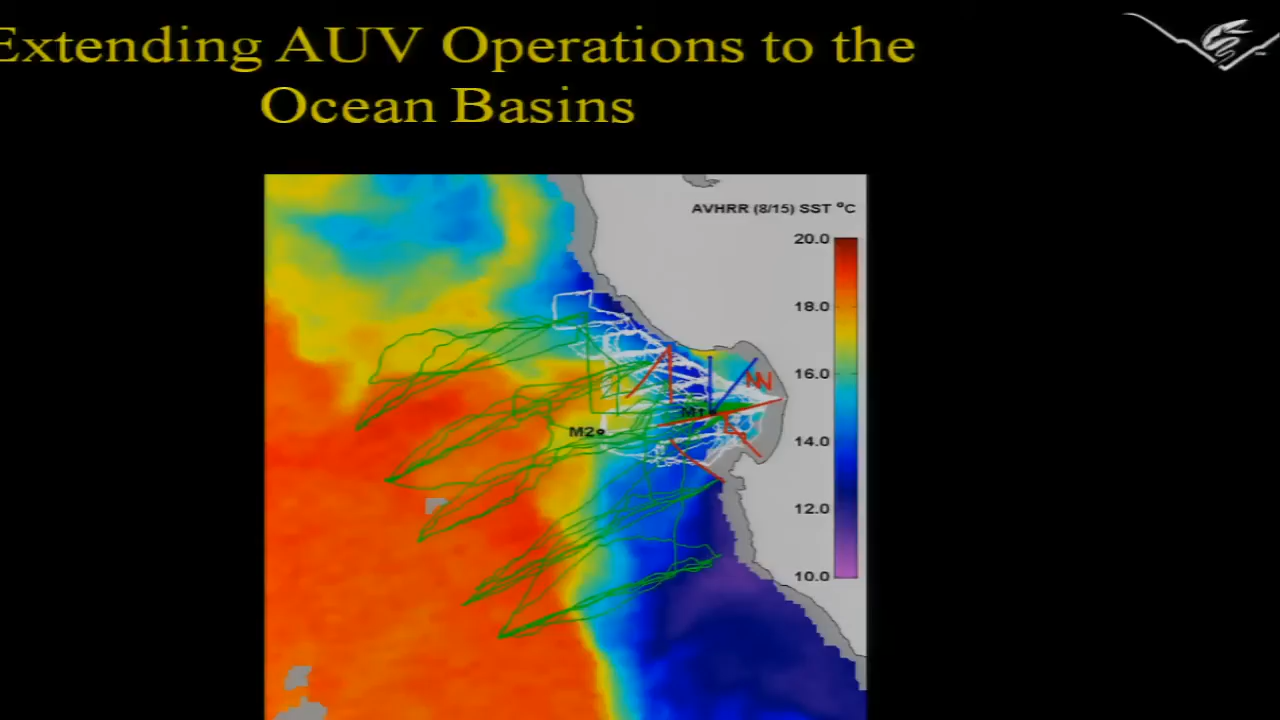 Extending AUV Operations to the
Ocean Basins
AVHRR (8/15) SST °C
20.0
18.0
16.0
14.0
12.0
10.0
M1
M2